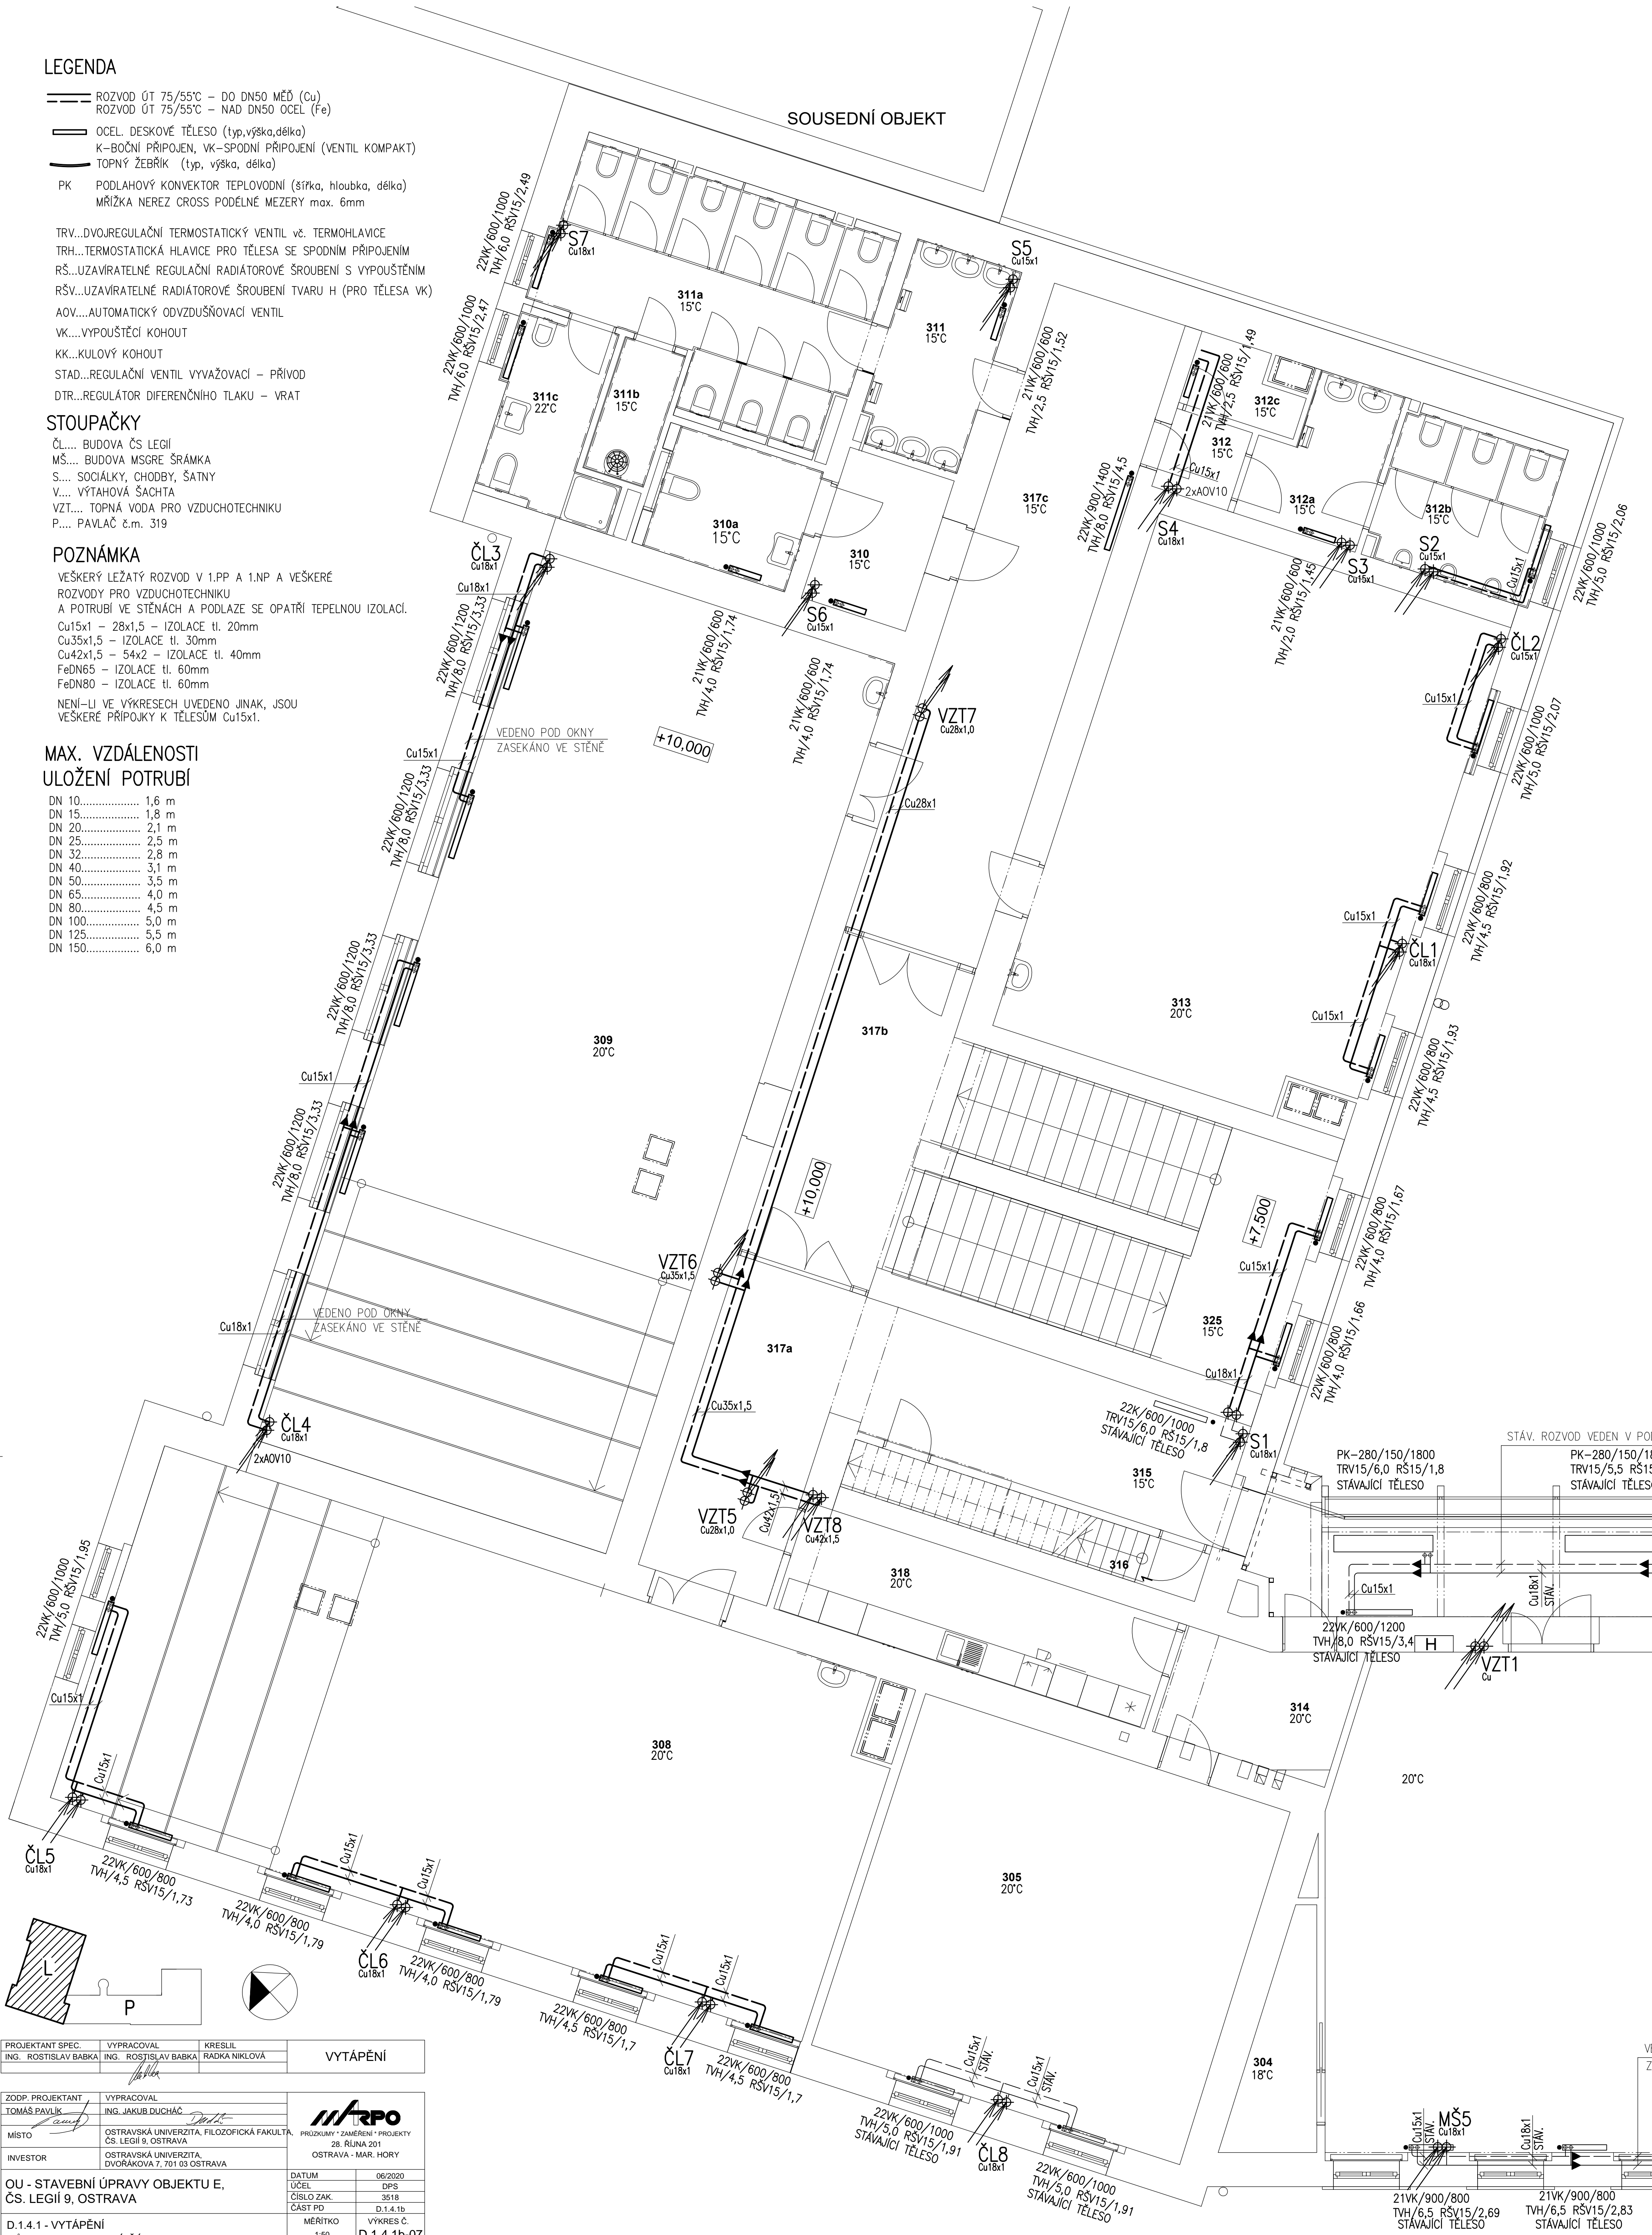 LEGENDA
ROZVOD ÚT 75/55°C – DO DN50 MĚĎ (Cu)
ROZVOD ÚT 75/55°C – NAD DN50 OCEL (Fe)
OCEL. DESKOVÉ TĚLESO (typ,výška,délka)
K–BOČNÍ PŘIPOJEN, VK–SPODNÍ PŘIPOJENÍ (VENTIL KOMPAKT)
TOPNÝ ŽEBŘÍK (typ, výška, délka)
PK PODLAHOVÝ KONVEKTOR TEPLOVODNÍ (šířka, hloubka, délka)
MŘÍŽKA NEREZ CROSS PODÉLNÉ MEZERY max. 6mm
TRV...DVOJREGULAČNÍ TERMOSTATICKÝ VENTIL vč. TERMOHLAVICE
TRH...TERMOSTATICKÁ HLAVICE PRO TĚLESA SE SPODNÍM PŘIPOJENÍM
RŠ...UZAVÍRATELNÉ REGULAČNÍ RADIÁTOROVÉ ŠROUBENÍ S VYPOUŠTĚNÍM
RŠV...UZAVÍRATELNÉ RADIÁTOROVÉ ŠROUBENÍ TVARU H (PRO TĚLESA VK)
AOV....AUTOMATICKÝ ODVZDUŠŇOVACÍ VENTIL
VK....VYPOUŠTĚCÍ KOHOUT
KK...KULOVÝ KOHOUT
STAD...REGULAČNÍ VENTIL VYVAŽOVACÍ – PŘÍVOD
DTR...REGULÁTOR DIFERENČNÍHO TLAKU – VRAT
STOUPAČKY
ČL.... BUDOVA ČS LEGIÍ
MŠ.... BUDOVA MSGRE ŠRÁMKA
S.... SOCIÁLKY, CHODBY, ŠATNY
V.... VÝTAHOVÁ ŠACHTA
VZT.... TOPNÁ VODA PRO VZDUCHOTECHNIKU
P.... PAVLAČ č.m. 319
POZNÁMKA
VEŠKERÝ LEŽATÝ ROZVOD V 1.PP A 1.NP A VEŠKERÉ
ROZVODY PRO VZDUCHOTECHNIKU
A POTRUBÍ VE STĚNÁCH A PODLAZE SE OPATŘÍ TEPELNOU IZOLACÍ.
Cu15x1 – 28x1,5 – IZOLACE tl. 20mm
Cu35x1,5 – IZOLACE tl. 30mm
Cu42x1,5 – 54x2 – IZOLACE tl. 40mm
FeDN65 – IZOLACE tl. 60mm
FeDN80 – IZOLACE tl. 60mm
NENÍ–LI VE VÝKRESECH UVEDENO JINAK, JSOU
VEŠKERÉ PŘÍPOJKY K TĚLESŮM Cu15x1.
MAX. VZDÁLENOSTI
ULOŽENÍ POTRUBÍ
DN 10................... 1,6 m
DN 15................... 1,8 m
DN 20................... 2,1 m
DN 25................... 2,5 m
DN 32................... 2,8 m
DN 40................... 3,1 m
DN 50................... 3,5 m
DN 65................... 4,0 m
DN 80................... 4,5 m
DN 100................. 5,0 m
DN 125................. 5,5 m
DN 150................. 6,0 m
SOUSEDNÍ OBJEKT
22VK/600/1000
TVH/6,0 RŠV15/2,49
S7
Cu18x1
22VK/600/1000
TVH/6,0 RŠV15/2,47
311a
15°C
311
15°C
S5
Cu15x1
21VK/600/600
TVH/2,5 RŠV15/1,52
311c
22°C
311b
15°C
21VK/600/600
TVH/2,5 RŠV15/1,49
312c
15°C
312
15°C
Cu15x1
2xAOV10
S4
Cu18x1
22VK/900/1400
TVH/8,0 RŠV15/4,5
317c
15°C
312a
15°C
312b
15°C
S2
Cu15x1
Cu15x1
S3
Cu15x1
22VK/600/1000
TVH/5,0 RŠV15/2,06
21VK/600/600
TVH/2,0 RŠV15/1,45
310a
15°C
310
15°C
S6
Cu15x1
21VK/600/600
TVH/4,0 RŠV15/1,74
21VK/600/600
TVH/4,0 RŠV15/1,74
ČL3
Cu18x1
Cu18x1
22VK/600/1200
TVH/8,0 RŠV15/3,33
VEDENO POD OKNY
ZASEKÁNO VE STĚNĚ
+10,000
Cu15x1
22VK/600/1200
TVH/8,0 RŠV15/3,33
VZT7
Cu28x1,0
Cu28x1
ČL2
Cu15x1
Cu15x1
22VK/600/1000
TVH/5,0 RŠV15/2,07
22VK/600/800
TVH/4,5 RŠV15/1,92
Cu15x1
ČL1
Cu18x1
Cu15x1
22VK/600/800
TVH/4,5 RŠV15/1,93
313
20°C
317b
309
20°C
22VK/600/1200
TVH/8,0 RŠV15/3,33
Cu15x1
22VK/600/1200
TVH/8,0 RŠV15/3,33
+10,000
+7,500
22VK/600/800
TVH/4,0 RŠV15/1,67
Cu15x1
VZT6
Cu35x1,5
VEDENO POD OKNY
ZASEKÁNO VE STĚNĚ
Cu18x1
317a
325
15°C
22VK/600/800
TVH/4,0 RŠV15/1,66
Cu18x1
Cu35x1,5
22K/600/1000
TRV15/6,0 RŠ15/1,8
STÁVAJÍCÍ TĚLESO
S1
Cu18x1
ČL4
Cu18x1
2xAOV10
STÁV. ROZVOD VEDEN V
PK–280/150/1800
TRV15/6,0 RŠ15/1,8
STÁVAJÍCÍ TĚLESO
TRV15/5,5
315
15°C
VZT5
Cu28x1,0
Cu42x1,5
VZT8
Cu42x1,5
316
318
20°C
22VK/600/1000
TVH/5,0 RŠV15/1,95
Cu15x1
Cu15x1
Cu18x1
STÁV.
22VK/600/1200
TVH/8,0 RŠV15/3,4
STÁVAJÍCÍ TĚLESO
H
VZT1
Cu
314
20°C
20°C
308
20°C
Cu15x1
ČL5
Cu18x1
22VK/600/800
TVH/4,5 RŠV15/1,73
22VK/600/800
TVH/4,0 RŠV15/1,79
Cu15x1
Cu15x1
ČL6
Cu18x1
22VK/600/800
TVH/4,0 RŠV15/1,79
305
20°C
Cu15x1
Cu15x1
22VK/600/800
TVH/4,5 RŠV15/1,7
ČL7
Cu18x1
22VK/600/800
TVH/4,5 RŠV15/1,7
Cu15x1
STÁV.
Cu15x1
STÁV.
22VK/600/1000
TVH/5,0 RŠV15/1,91
STÁVAJÍCÍ TĚLESO
ČL8
Cu18x1
22VK/600/1000
TVH/5,0 RŠV15/1,91
STÁVAJÍCÍ TĚLESO
304
18°C
Cu15x1
STÁV.
MŠ5
Cu18x1
Cu18x1
STÁV.
21VK/900/800
TVH/6,5 RŠV15/2,69
STÁVAJÍCÍ TĚLESO
21VK/900/800
TVH/6,5 RŠV15/2,83
STÁVAJÍCÍ TĚLESO
L
P
PROJEKTANT SPEC. VYPRACOVAL KRESLIL
ING. ROSTISLAV BABKA ING. ROSTISLAV BABKA RADKA NIKLOVÁ
VYTÁPĚNÍ
ZODP. PROJEKTANT VYPRACOVAL
TOMÁŠ PAVLÍK ING. JAKUB DUCHÁČ
MARPO
PRŮZKUMY * ZAMĚŘENÍ * PROJEKTY
28. ŘÍJNA 201
OSTRAVA - MAR. HORY
MÍSTO OSTRAVSKÁ UNIVERZITA, FILOZOFICKÁ FAKULTA,
ČS. LEGIÍ 9, OSTRAVA
INVESTOR OSTRAVSKÁ UNIVERZITA,
DVOŘÁKOVA 7, 701 03 OSTRAVA
OU - STAVEBNÍ ÚPRAVY OBJEKTU E,
ČS. LEGIÍ 9, OSTRAVA
DATUM 06/2020
ÚČEL DPS
ČÍSLO ZAK. 3518
ČÁST PD D.1.4.1b
D.1.4.1 - VYTÁPĚNÍ
MĚŘÍTKO VÝKRES Č.
1:50 D.1.4.1b-07